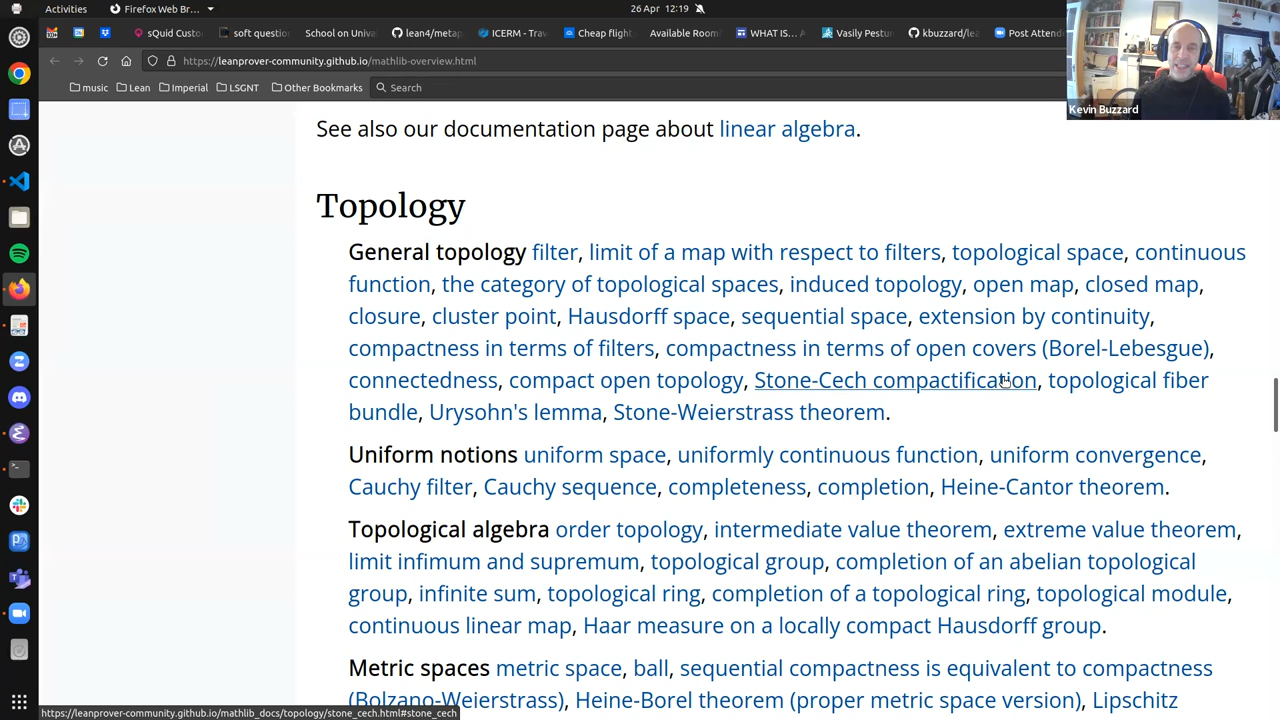 Activities
Firefox Web Br...
26 Apr 12:19
sQuid Custo
soft questio
School on Univa
lean4/metap
ICERM - Trav
Cheap flight
Available Room
WHAT IS... A
Vasily Pestu
kbuzzard/lea
Post Attend
https://leanprover-community.github.io/mathlib-overview.html
music
Lean
Imperial
LSGNT
Other Bookmarks
Search
Kevin Buzzard
See also our documentation page about linear algebra.
Topology
General topology filter, limit of a map with respect to filters, topological space, continuous
function, the category of topological spaces, induced topology, open map, closed map,
closure, cluster point, Hausdorff space, sequential space, extension by continuity,
compactness in terms of filters, compactness in terms of open covers (Borel-Lebesgue),
connectedness, compact open topology, Stone-Cech compactification, topological fiber
bundle, Urysohn's lemma, Stone-Weierstrass theorem.
Uniform notions uniform space, uniformly continuous function, uniform convergence,
Cauchy filter, Cauchy sequence, completeness, completion, Heine-Cantor theorem.
Topological algebra order topology, intermediate value theorem, extreme value theorem,
limit infimum and supremum, topological group, completion of an abelian topological
group, infinite sum, topological ring, completion of a topological ring, topological module,
continuous linear map, Haar measure on a locally compact Hausdorff group.
Metric spaces metric space, ball, sequential compactness is equivalent to compactness
(Bolzano-Weierstrass), Heine-Borel theorem (proper metric space version), Lipschitz
https://leanprover-community.github.io/mathlib_docs/topology/stone_cech.html#stone_cech